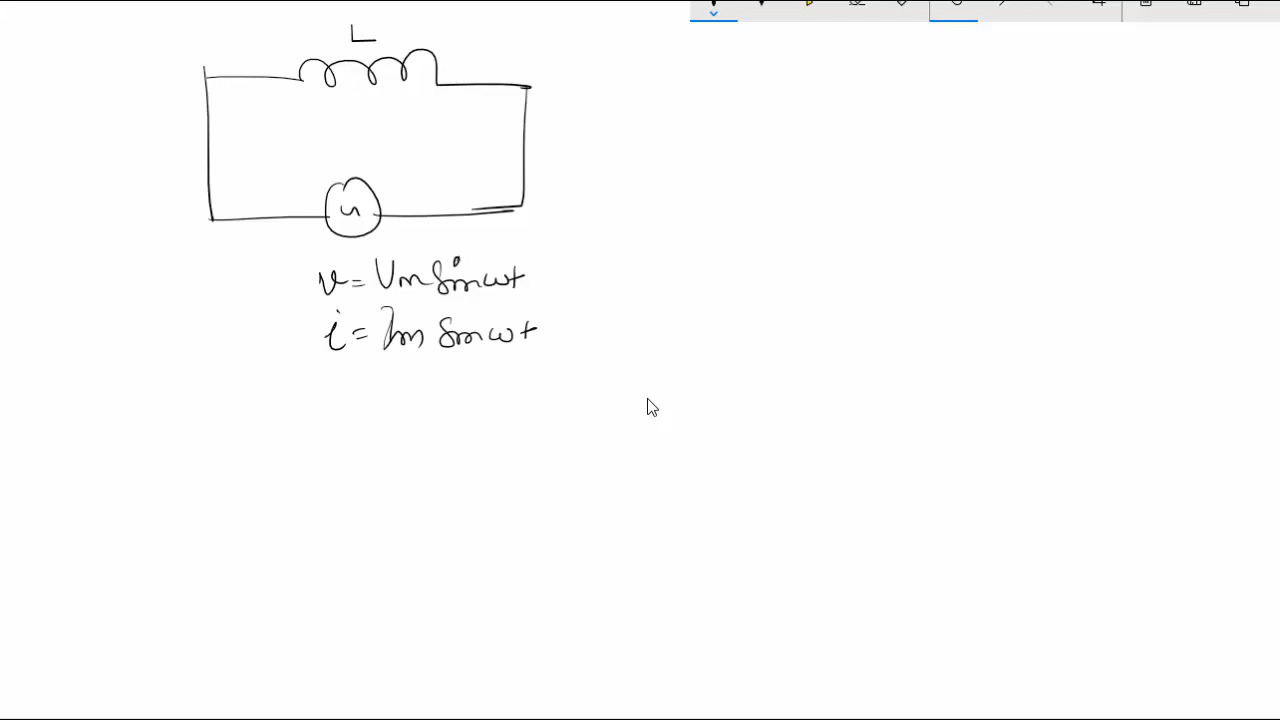 L
v = Vm Sin ωt
i = Im Sin ωt